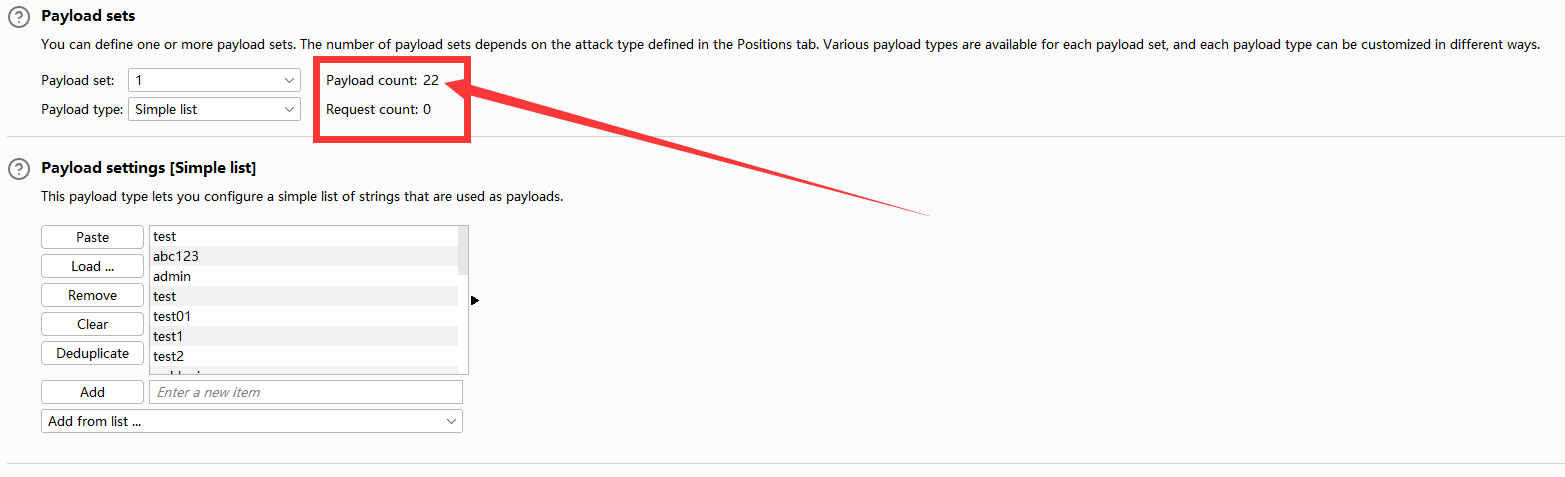 Payload sets
You can define one or more payload sets. The number of payload sets depends on the attack type defined in the Positions tab. Various payload types are available for each payload set, and each payload type can be customized in different ways.
Payload set: 1 Payload count: 22
Payload type: Simple list Request count: 0
Payload settings [Simple list]
This payload type lets you configure a simple list of strings that are used as payloads.
Paste
Load ...
Remove
Clear
Deduplicate
test
abc123
admin
test
test01
test1
test2
Add Enter a new item
Add from list ...